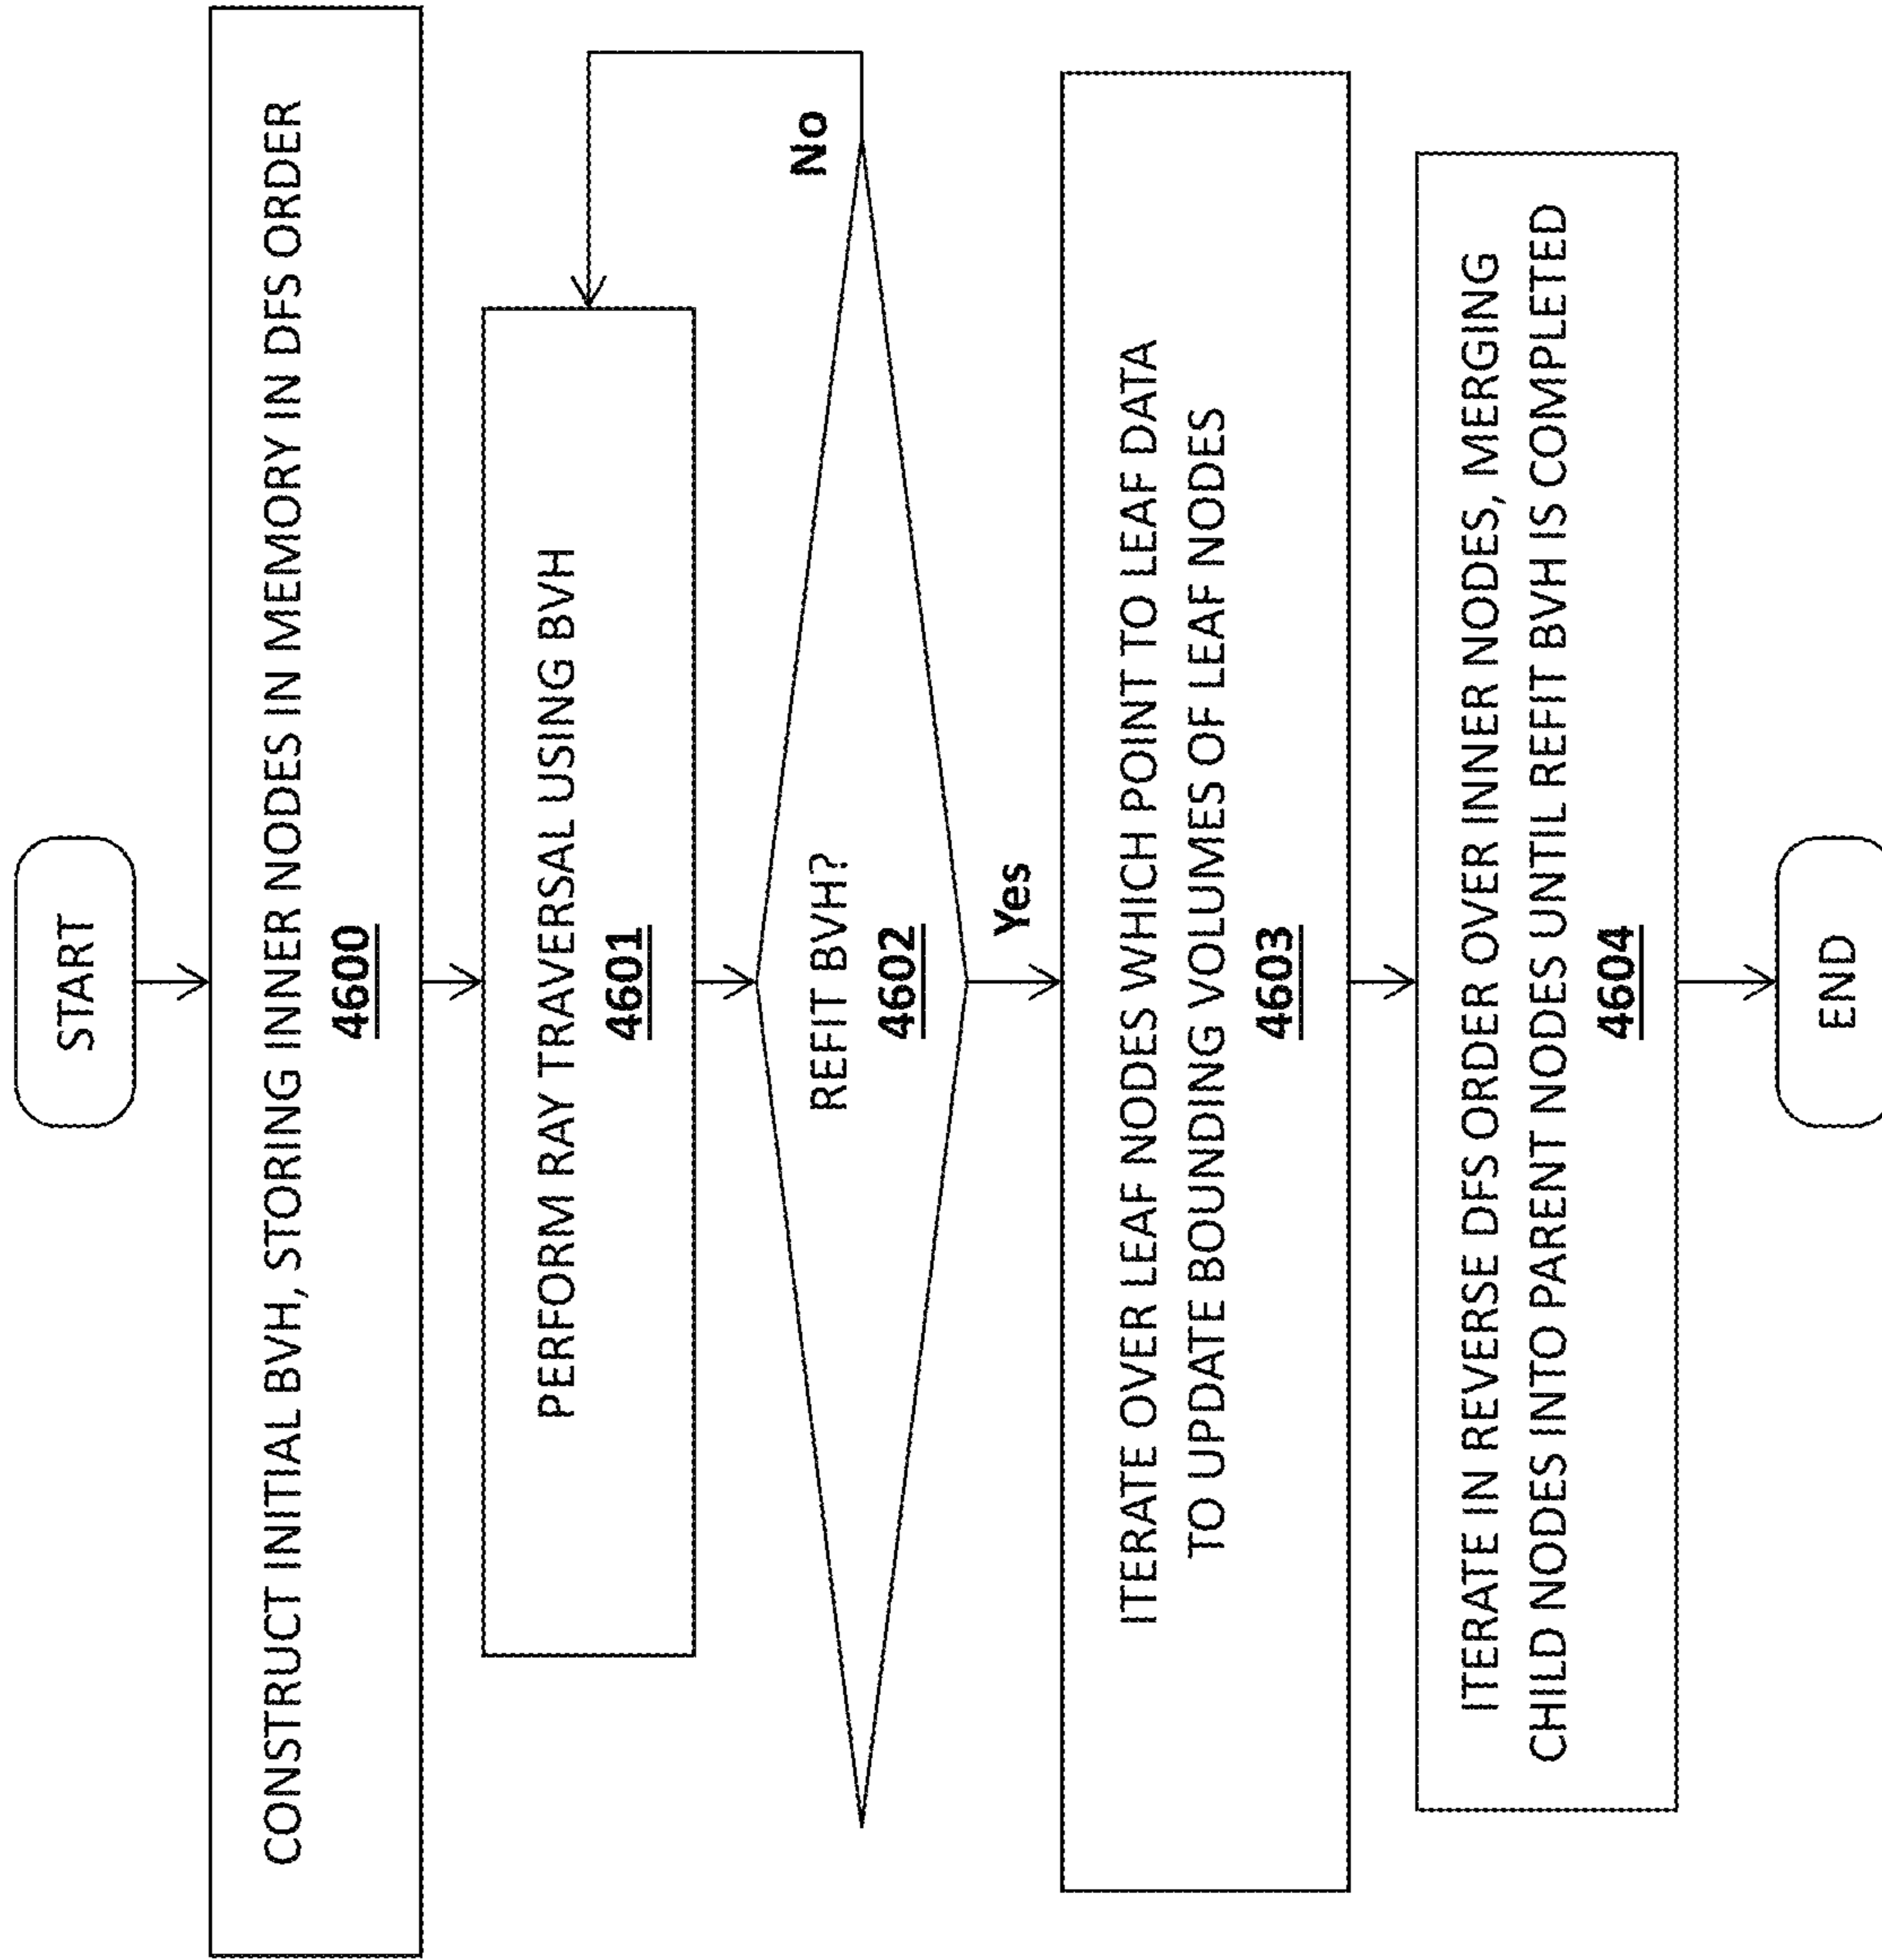 START
CONSTRUCT INITIAL BVH, STORING INNER NODES IN MEMORY IN DFS ORDER
4600
PERFORM RAY TRAVERSAL USING BVH
4601
REFIT BVH?
4602
No
Yes
ITERATE OVER LEAF NODES WHICH POINT TO LEAF DATA
TO UPDATE BOUNDING VOLUMES OF LEAF NODES
4603
ITERATE IN REVERSE DFS ORDER OVER INNER NODES, MERGING
CHILD NODES INTO PARENT NODES UNTIL REFIT BVH IS COMPLETED
4604
END